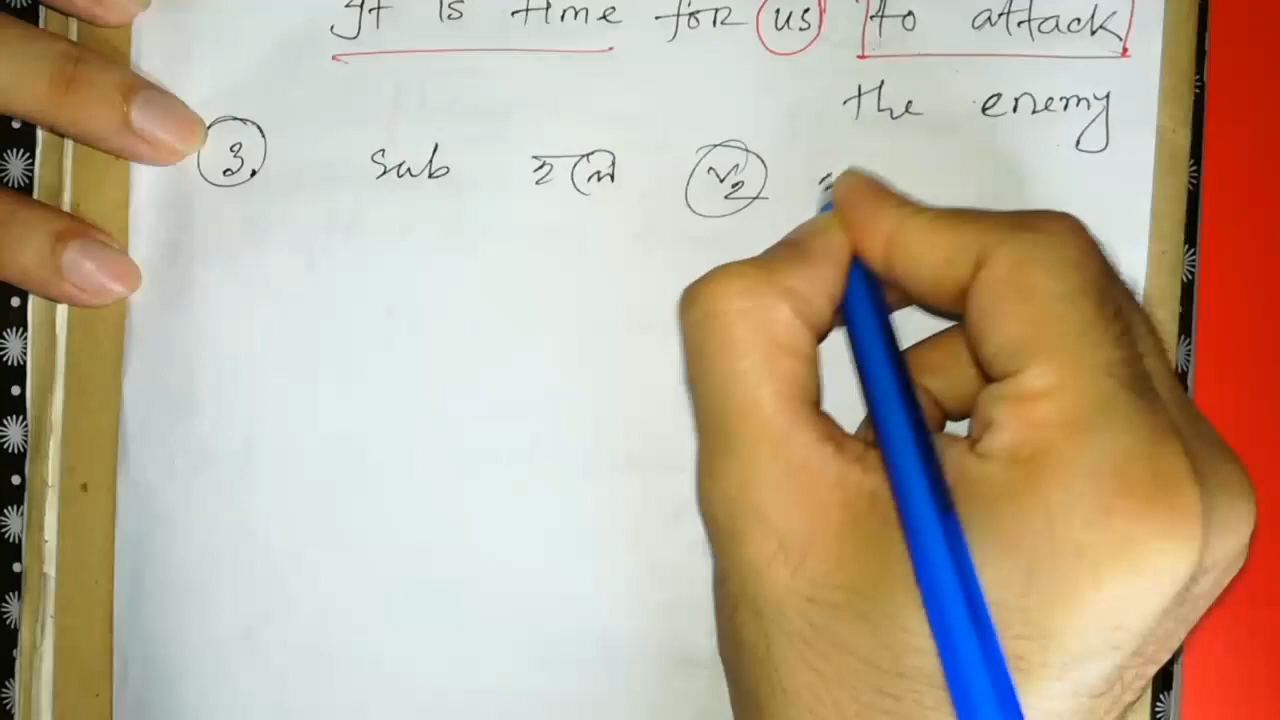 It is time for us to attack
the enemy
3. sub হলে V2